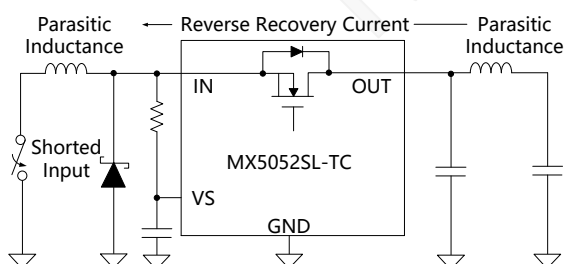 Parasitic Inductance
Reverse Recovery Current
Parasitic Inductance
IN
OUT
Shorted Input
MX5052SL-TC
VS
GND